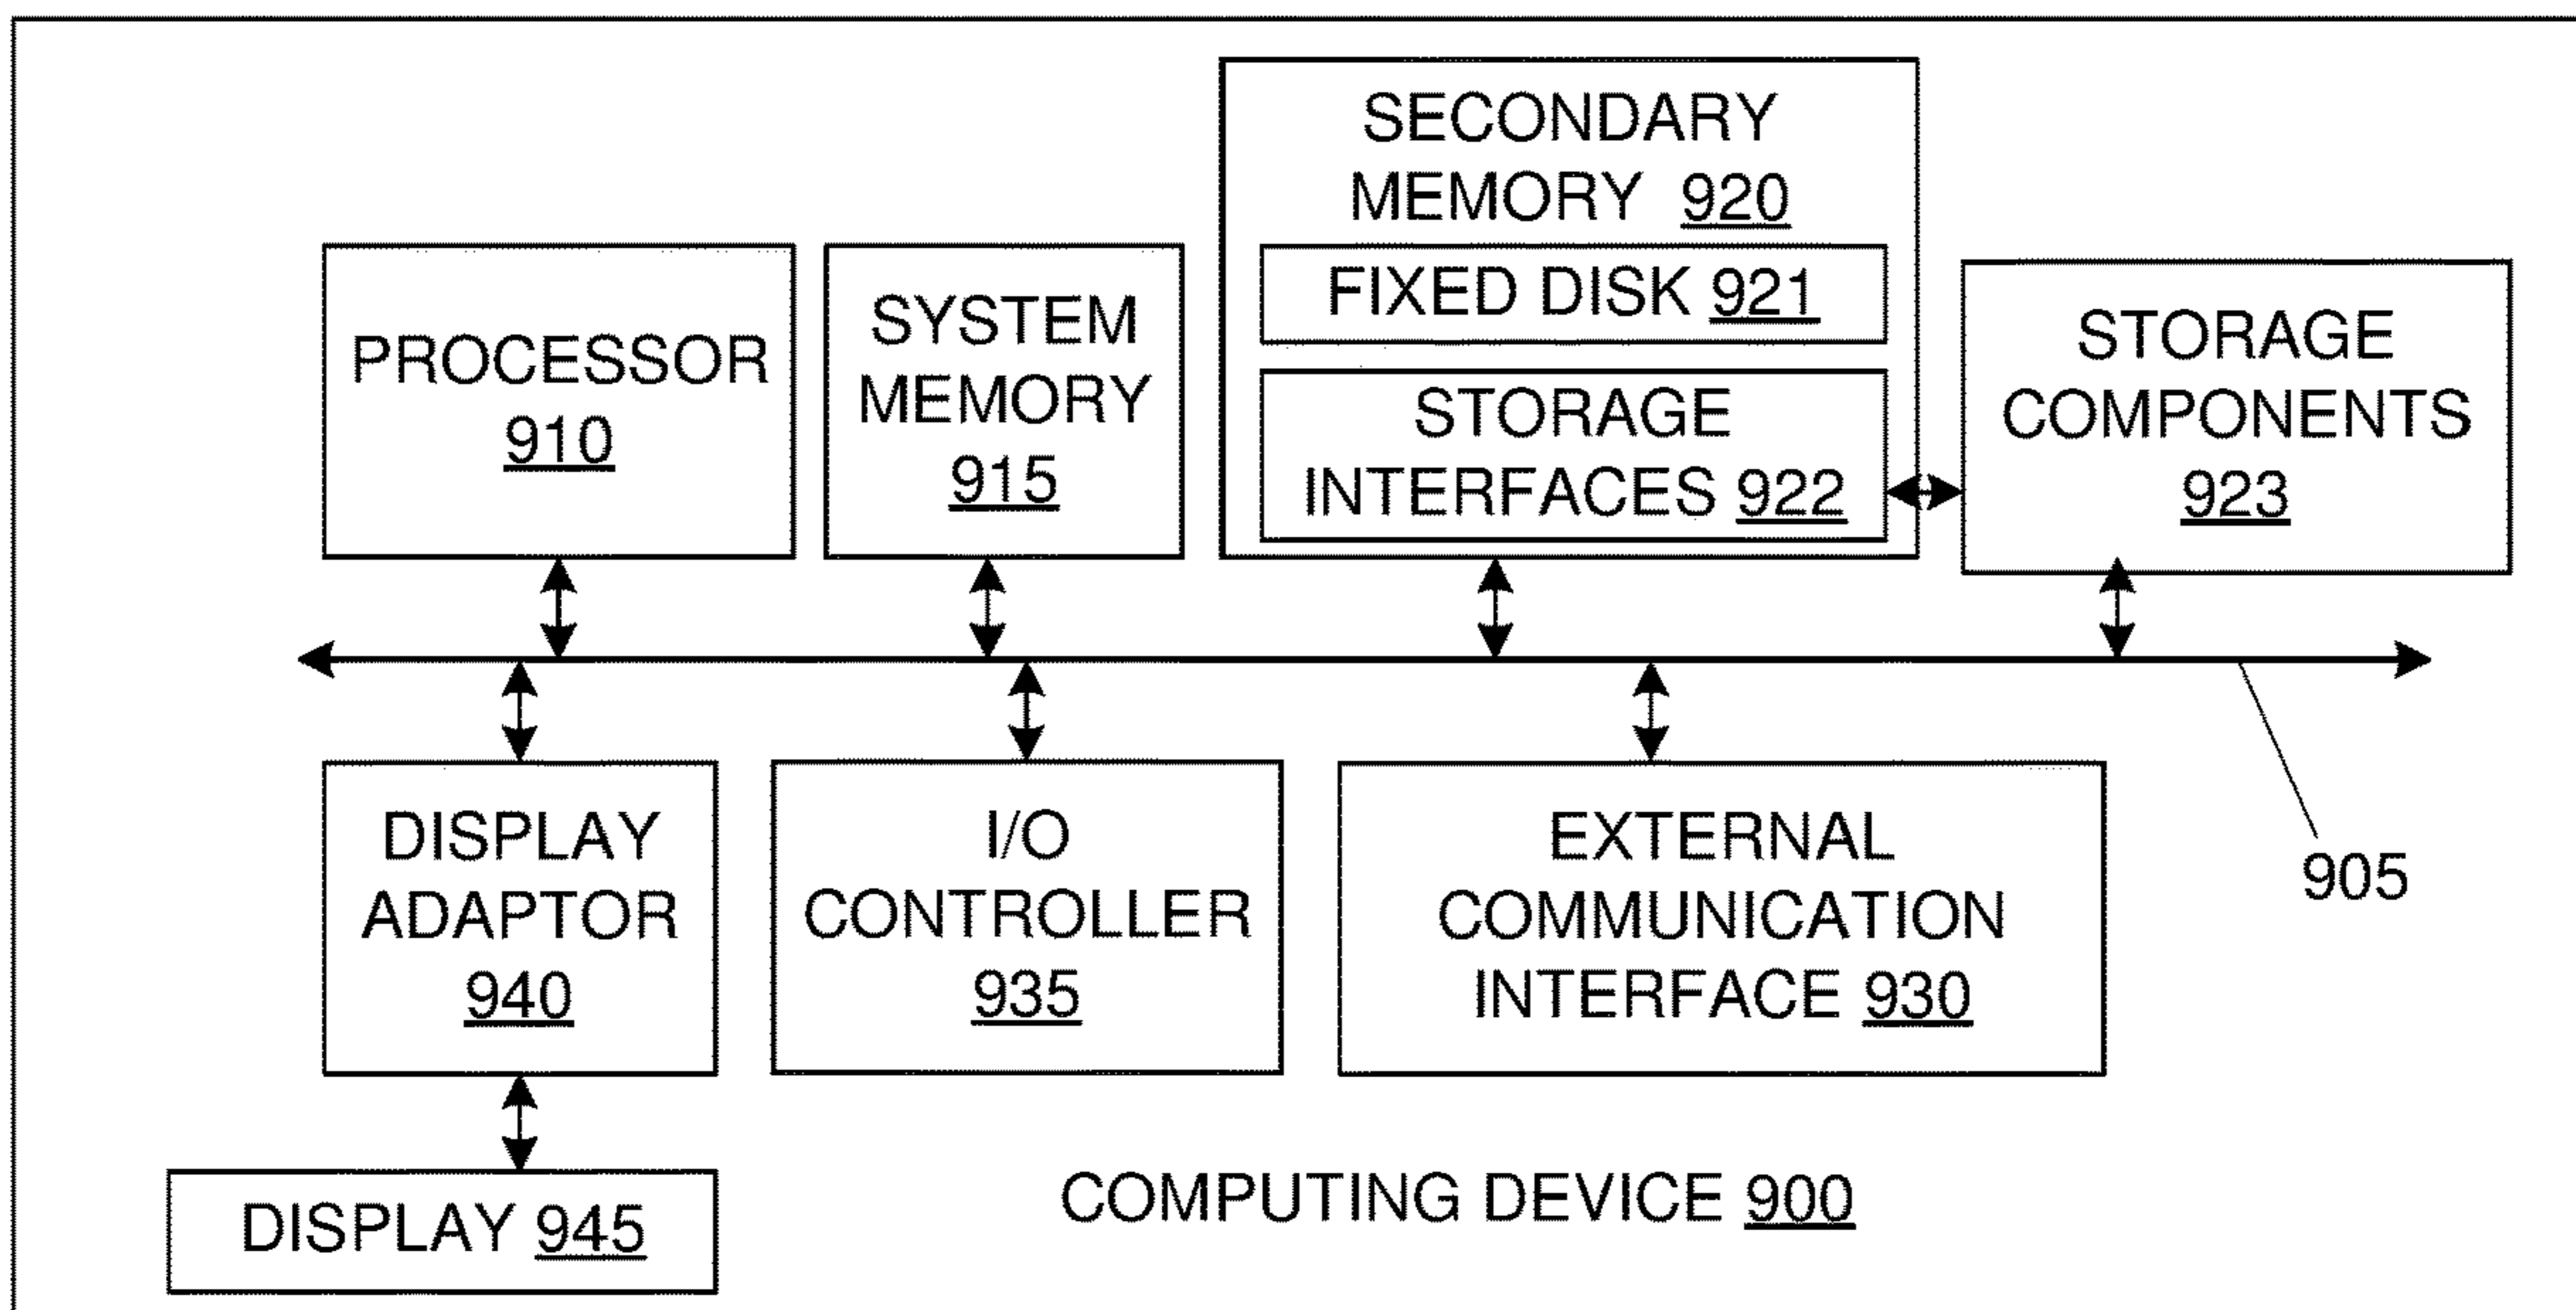 SECONDARY
MEMORY 920
FIXED DISK 921
STORAGE
INTERFACES 922
PROCESSOR
910
SYSTEM
MEMORY
915
STORAGE
COMPONENTS
923
DISPLAY
ADAPTOR
940
I/O
CONTROLLER
935
EXTERNAL
COMMUNICATION
INTERFACE 930
905
DISPLAY 945
COMPUTING DEVICE 900